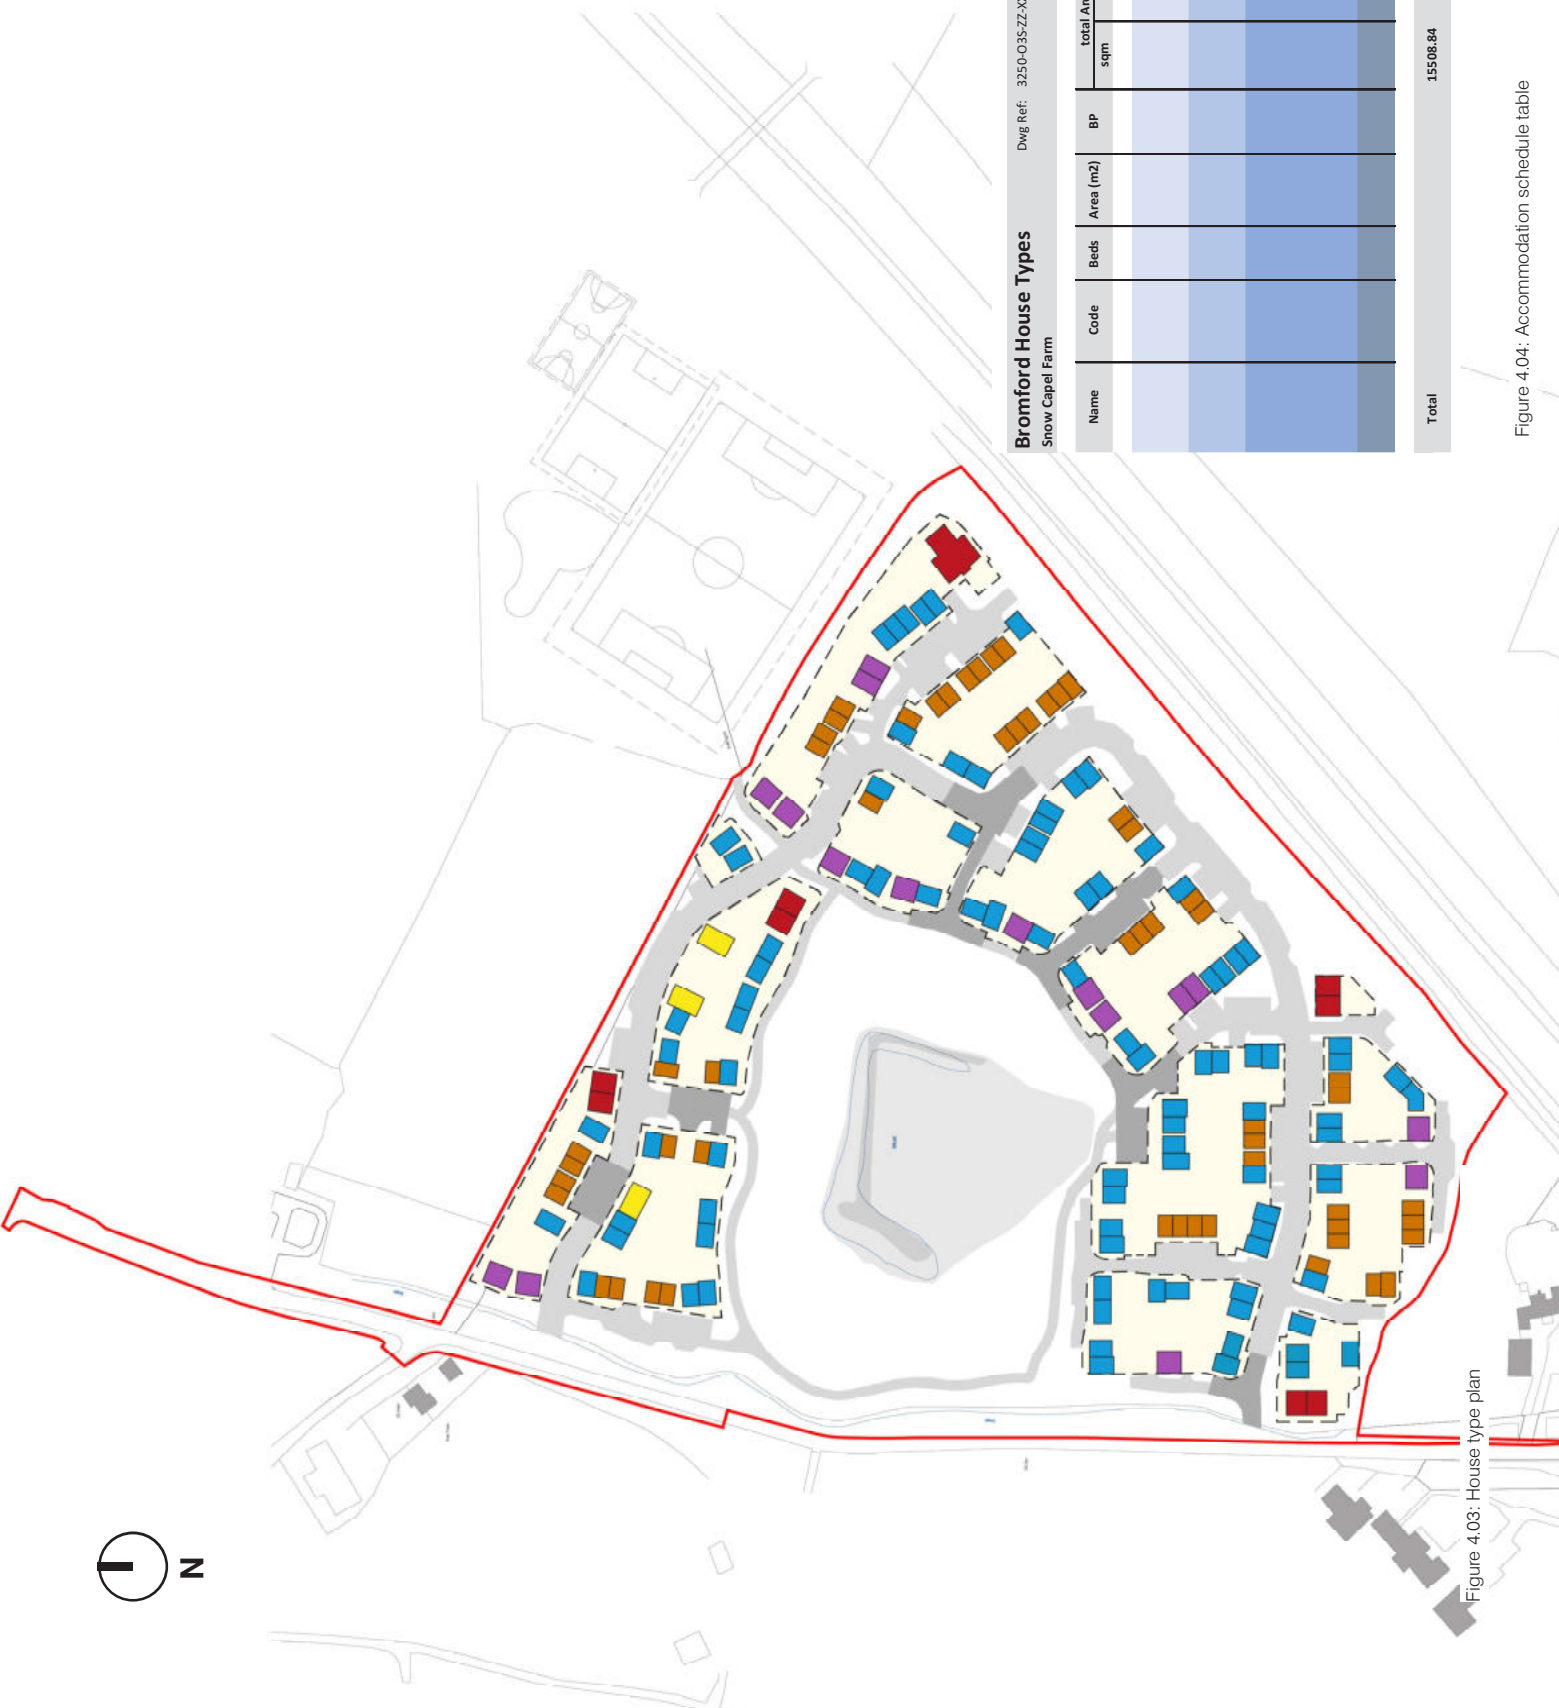 N
Bromford House Types
Dwg Ref: 3250-O3S-ZZ-X
Snow Capel Farm
Name Code Beds Area (m2) BP total
sqm
Total 15508.84
Figure 4.04: Accommodation schedule table
Figure 4.03: House type plan